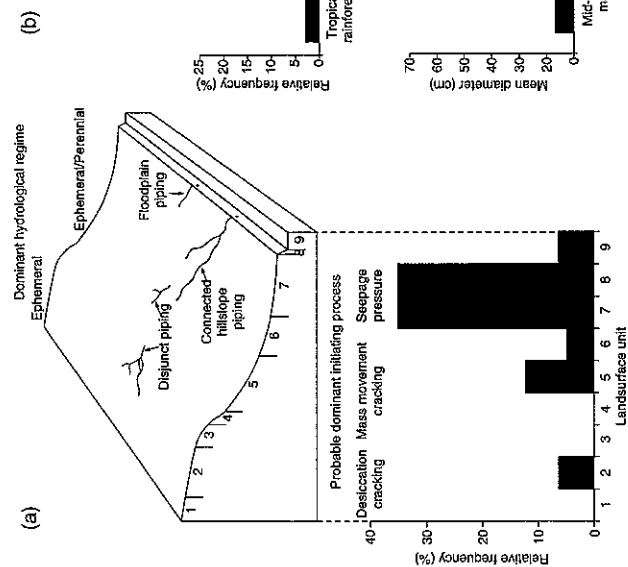 (a)
Dominant hydrological regime
Ephemeral
Ephemeral/Perennial
Disjunct piping
Floodplain
piping
Connected
hillslope
piping
1 2 3 4 5 6 7 8 9
Probable dominant initiating process
Desiccation
cracking
Mass movement
cracking
Seepage
pressure
Relative frequency (%)
40
30
20
10
0
1 2 3 4 5 6 7 8 9
Landsurface unit
(b)
Relative frequency (%)
25
20
15
10
5
0
Tropical
rainforest
Mean diameter (cm)
70
60
50
40
30
20
10
0
Mid-